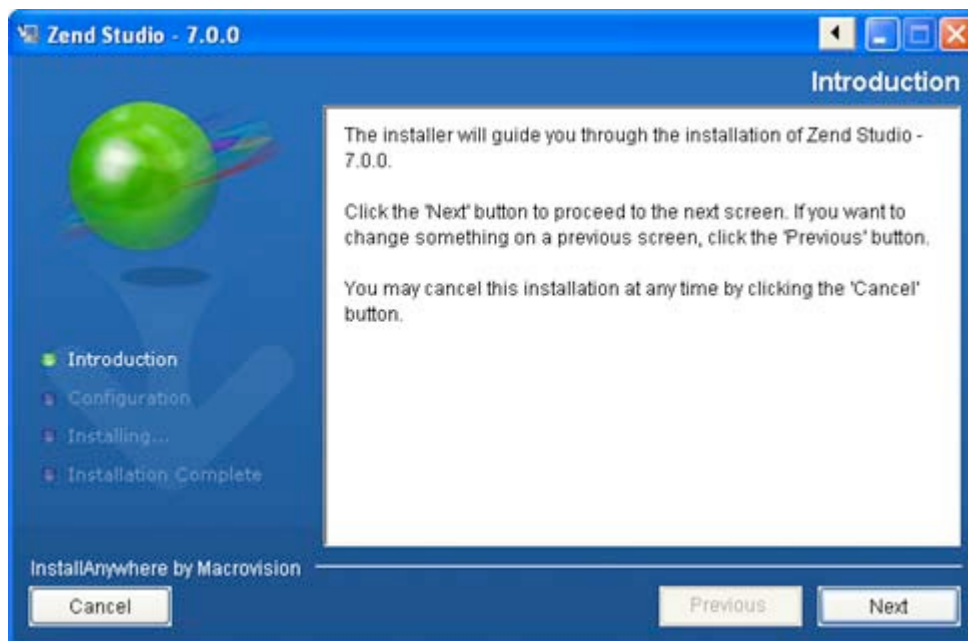 Zend Studio - 7.0.0
Introduction
The installer will guide you through the installation of Zend Studio -
7.0.0.
Click the 'Next' button to proceed to the next screen. If you want to
change something on a previous screen, click the 'Previous' button.
You may cancel this installation at any time by clicking the 'Cancel'
button.
Introduction
Configuration
Installing...
Installation Complete
InstallAnywhere by Macrovision
Cancel
Previous
Next